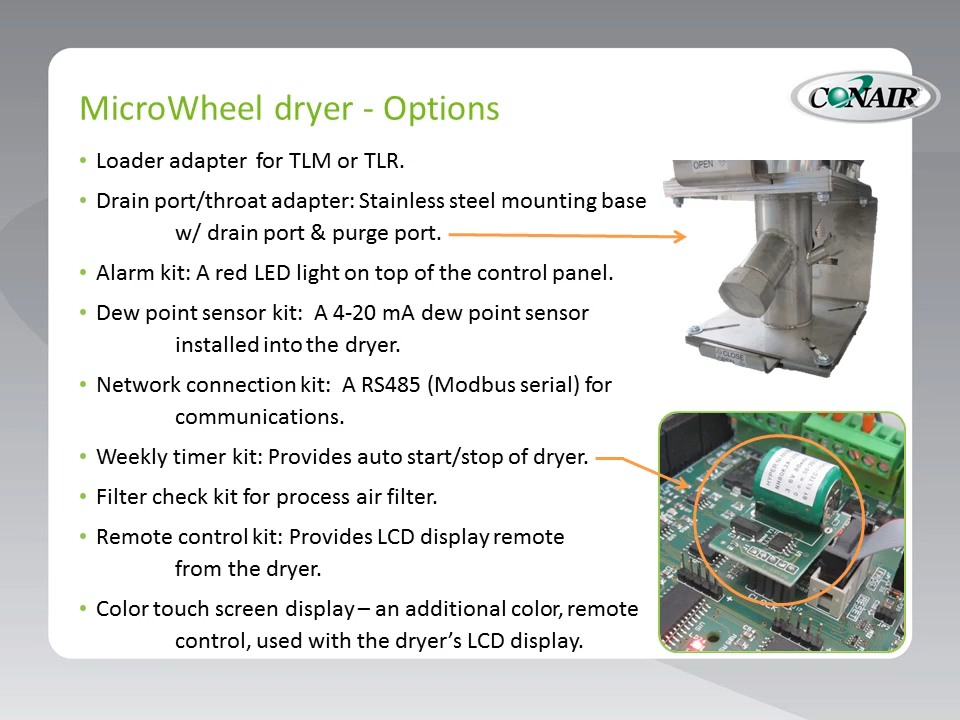 MicroWheel dryer - Options
CONAIR
• Loader adapter for TLM or TLR.
• Drain port/throat adapter: Stainless steel mounting base
w/ drain port & purge port.
• Alarm kit: A red LED light on top of the control panel.
• Dew point sensor kit: A 4-20 mA dew point sensor
installed into the dryer.
• Network connection kit: A RS485 (Modbus serial) for
communications.
• Weekly timer kit: Provides auto start/stop of dryer.
• Filter check kit for process air filter.
• Remote control kit: Provides LCD display remote
from the dryer.
• Color touch screen display – an additional color, remote
control, used with the dryer’s LCD display.
OPEN
CLOSE
CLOCK